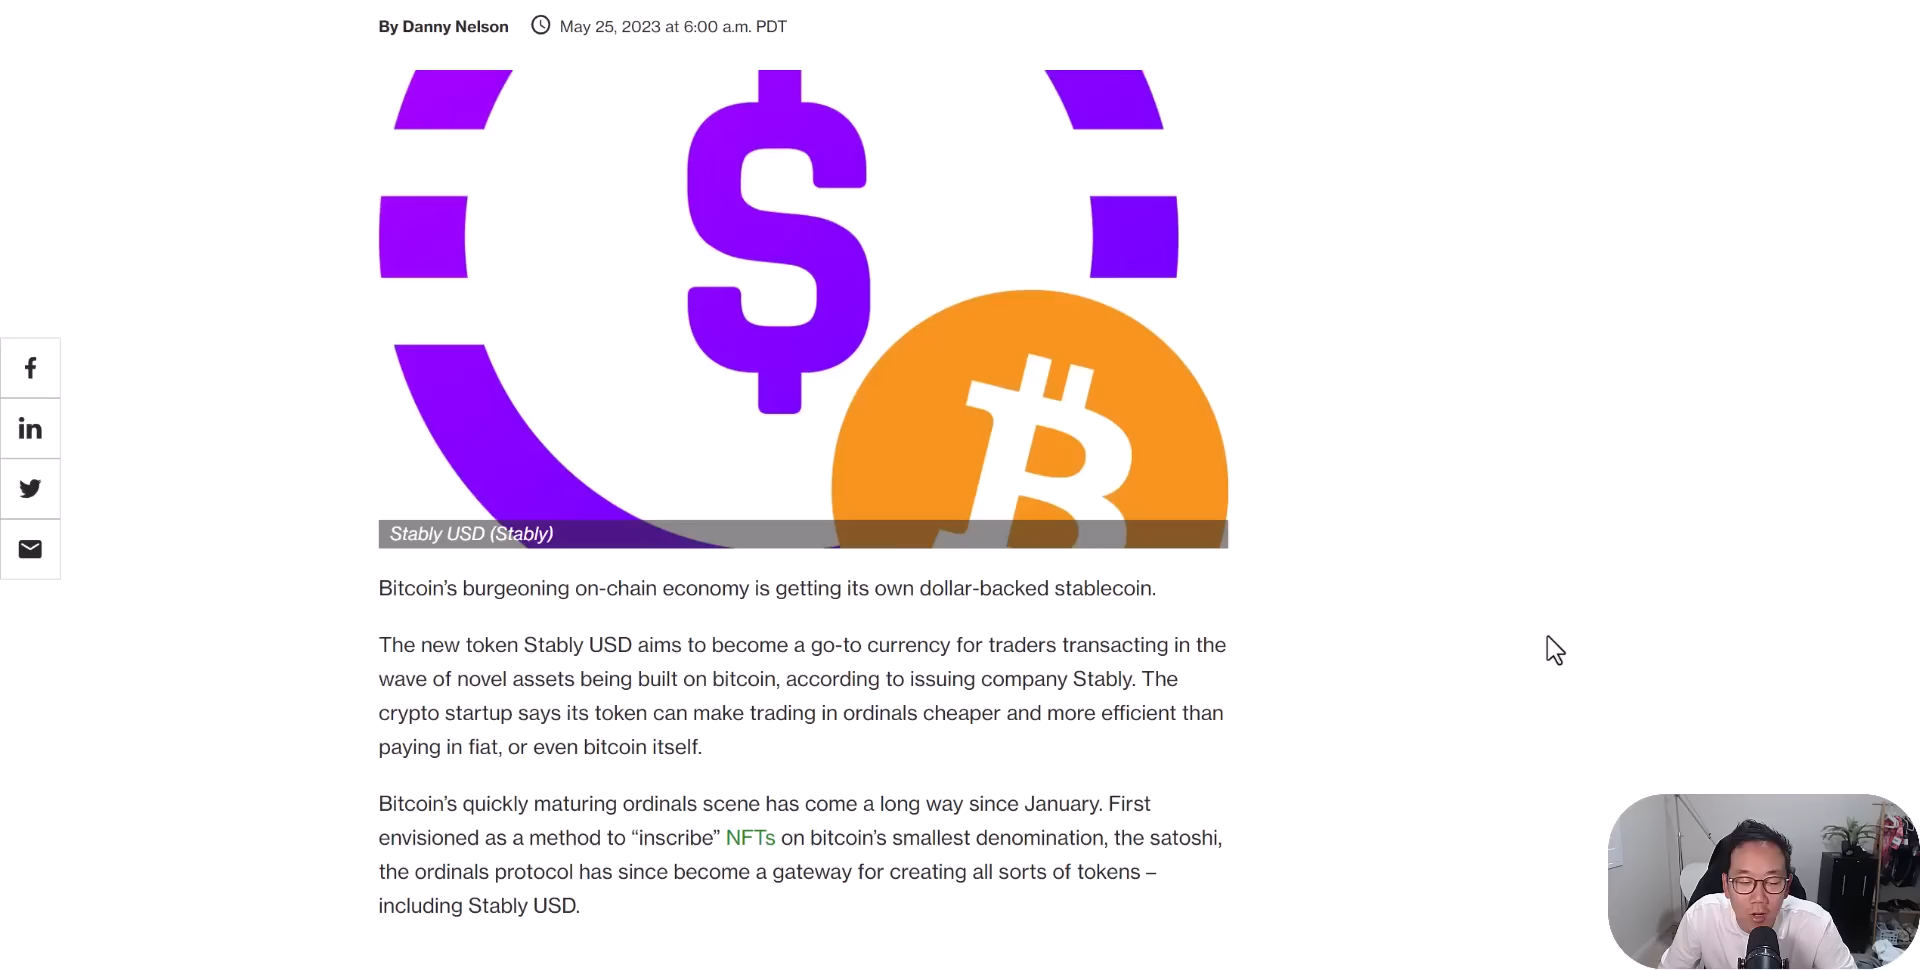 By Danny Nelson May 25, 2023 at 6:00 a.m. PDT
Stably USD (Stably)
Bitcoin’s burgeoning on-chain economy is getting its own dollar-backed stablecoin.
The new token Stably USD aims to become a go-to currency for traders transacting in the
wave of novel assets being built on bitcoin, according to issuing company Stably. The
crypto startup says its token can make trading in ordinals cheaper and more efficient than
paying in fiat, or even bitcoin itself.
Bitcoin’s quickly maturing ordinals scene has come a long way since January. First
envisioned as a method to “inscribe” NFTs on bitcoin’s smallest denomination, the satoshi,
the ordinals protocol has since become a gateway for creating all sorts of tokens –
including Stably USD.